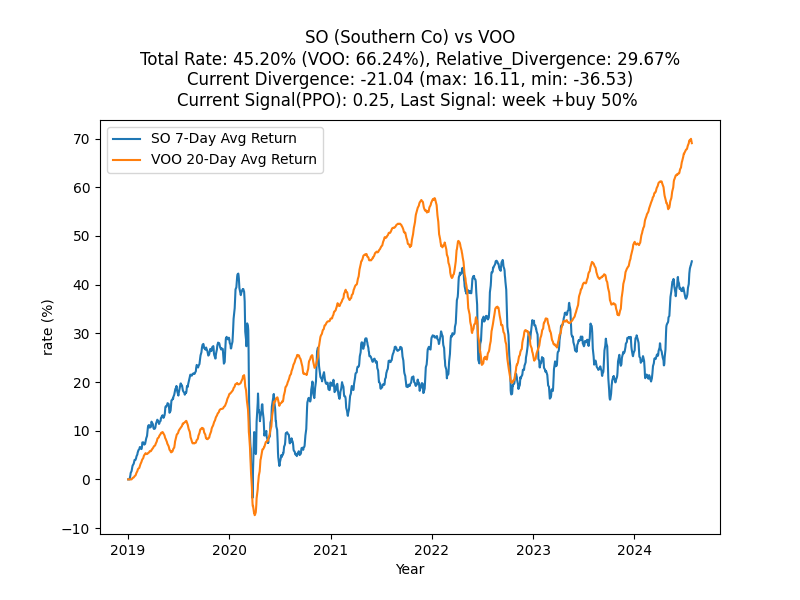 SO (Southern Co) vs VOO
Total Rate: 45.20% (VOO: 66.24%), Relative_Divergence: 29.67%
Current Divergence: -21.04 (max: 16.11, min: -36.53)
Current Signal(PPO): 0.25, Last Signal: week +buy 50%
SO 7-Day Avg Return
VOO 20-Day Avg Return
70
60
50
40
30
20
10
0
−10
rate (%)
2019 2020 2021 2022 2023 2024
Year